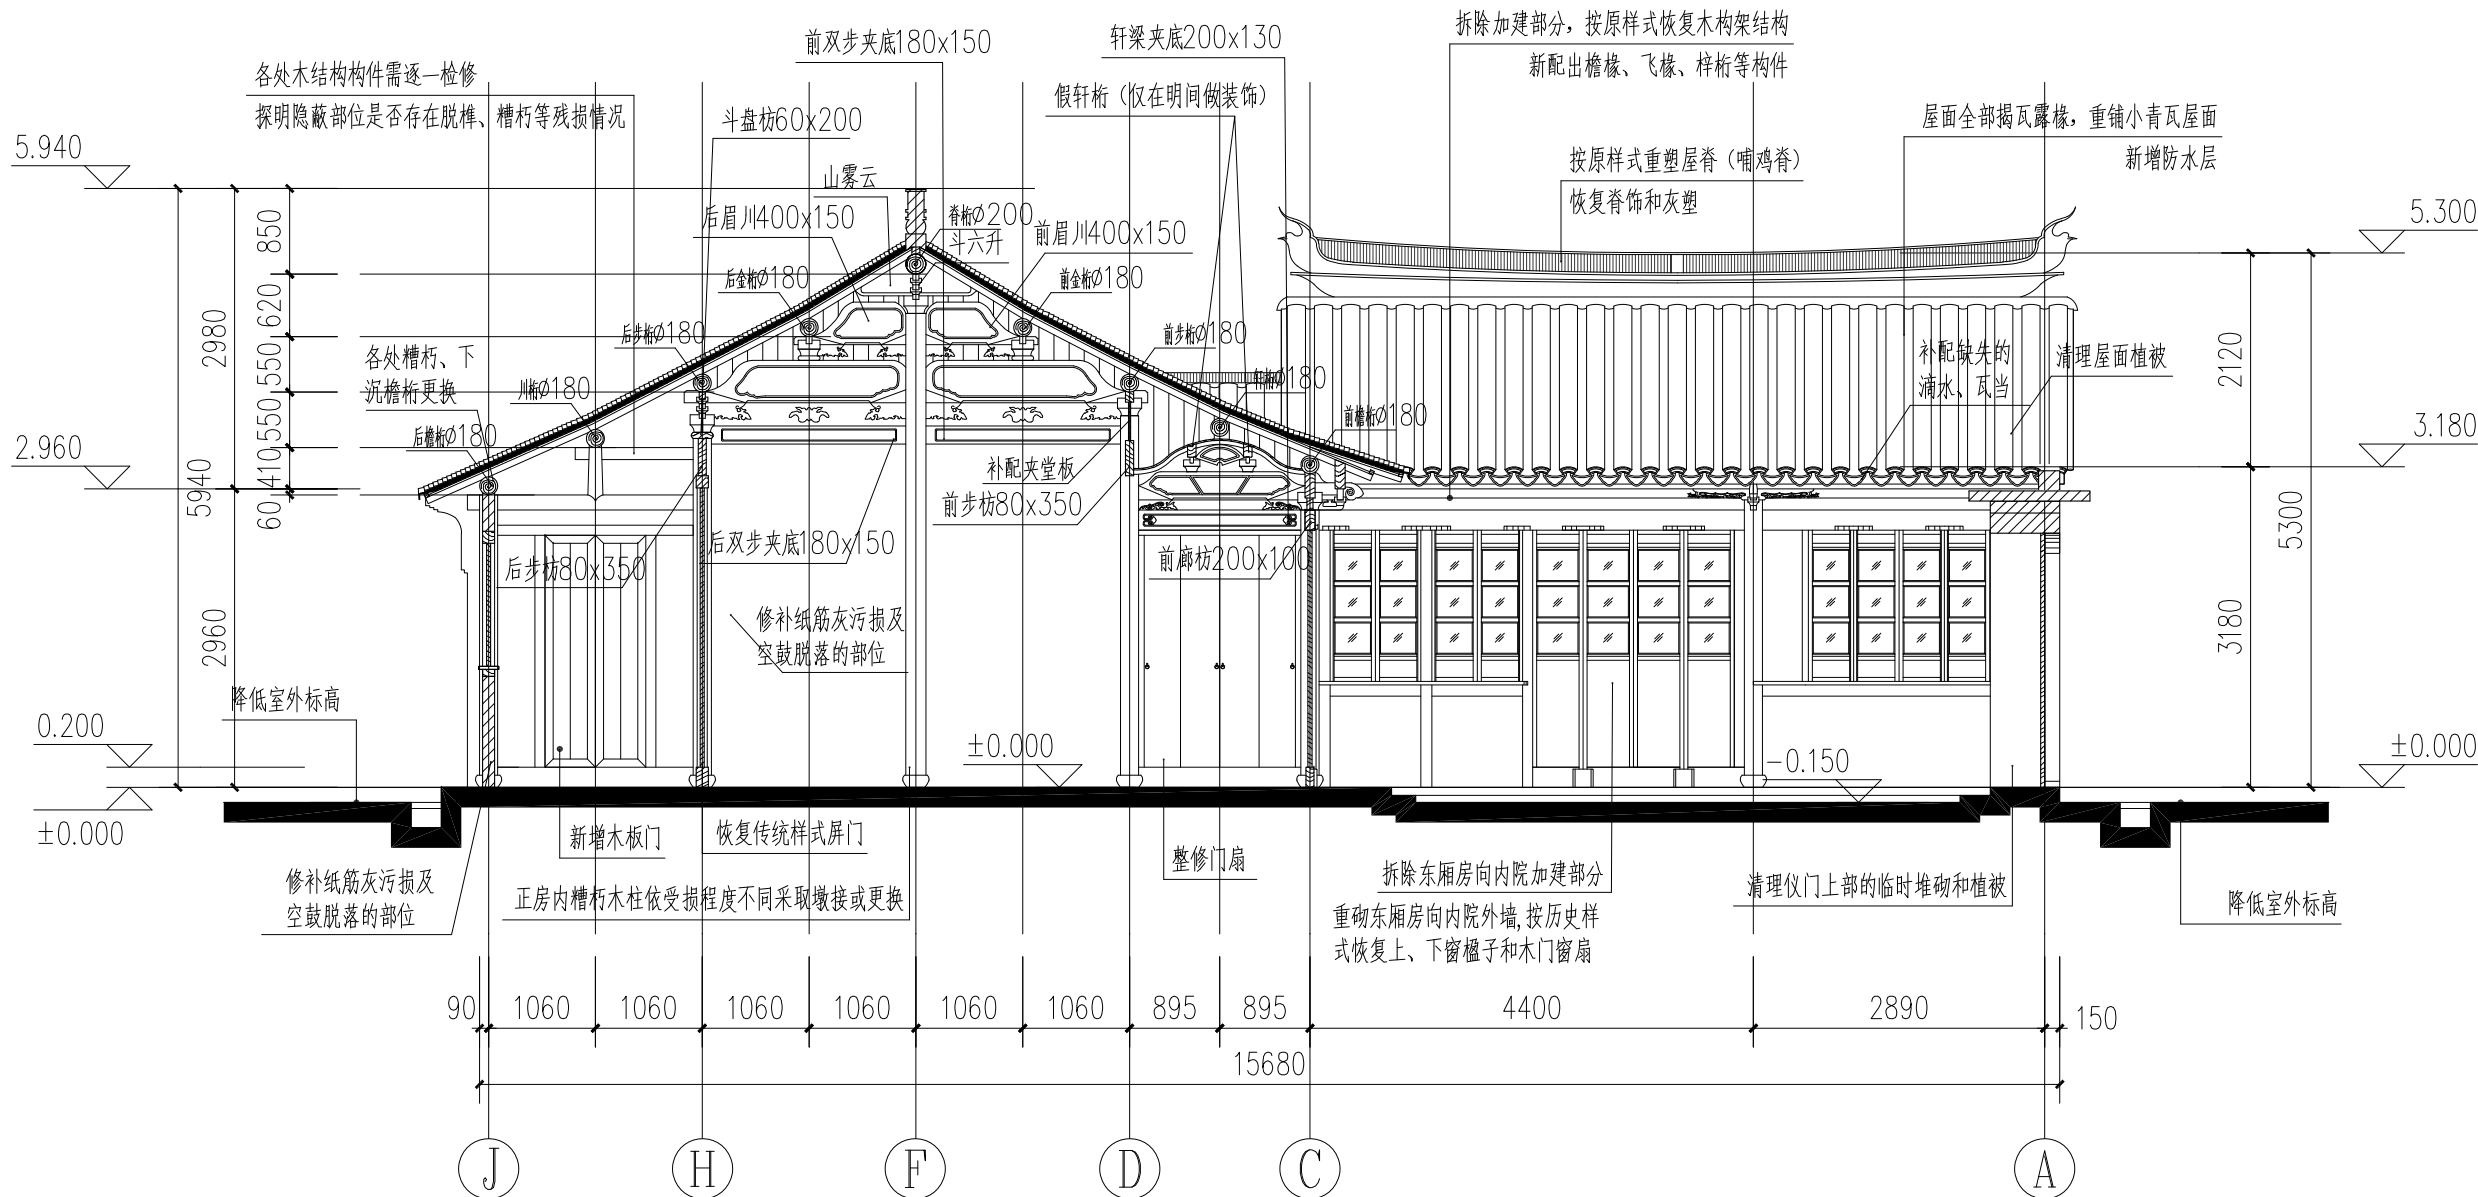 拆除加建部分，按原样式恢复木构架结构
新配出檐椽、飞椽、梓桁等构件
前双步夹底180x150
轩梁夹底200x130
各处木结构构件需逐一检修
探明隐蔽部位是否存在脱榫、糟朽等残损情况
假轩桁（仅在明间做装饰）
斗盘枋60x200
屋面全部揭瓦露椽，重铺小青瓦屋面
新增防水层
按原样式重塑屋脊（哺鸡脊）
恢复脊饰和灰塑
5.940
山雾云
后眉川400x150
脊桁Ø200
斗六升
前眉川400x150
5.300
后金桁Ø180
前金桁Ø180
后步桁Ø180
前步桁Ø180
各处糟朽、下
沉檐桁更换
川桁Ø180
轩桁Ø180
补配缺失的
滴水、瓦当
清理屋面植被
前檐桁Ø180
后檐桁Ø180
2.960
3.180
850
620
550
550
410
60
2980
2960
5940
2120
3180
5300
补配夹堂板
前步枋80x350
后双步夹底180x150
后步枋80x350
前廊枋200x100
修补纸筋灰污损及
空鼓脱落的部位
降低室外标高
0.200
±0.000
±0.000
-0.150
±0.000
新增木板门
恢复传统样式屏门
整修门扇
修补纸筋灰污损及
空鼓脱落的部位
正房内糟朽木柱依受损程度不同采取墩接或更换
拆除东厢房向内院加建部分
重砌东厢房向内院外墙,按历史样
式恢复上、下窗楹子和木门窗扇
清理仪门上部的临时堆砌和植被
降低室外标高
90 1060 1060 1060 1060 1060 1060 895 895 4400 2890 150
15680
J H F D C A